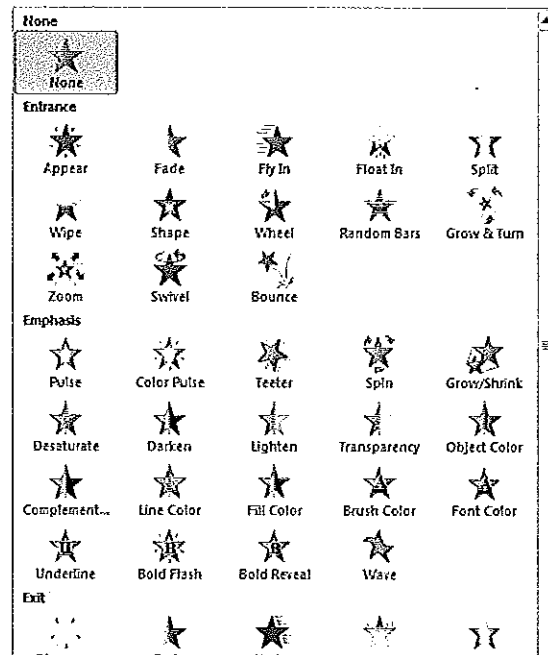 None
None
Entrance
Appear Fade Fly In Float In Split
Wipe Shape Wheel Random Bars Grow & Turn
Zoom Swivel Bounce
Emphasis
Pulse Color Pulse Teeter Spin Grow/Shrink
Desaturate Darken Lighten Transparency Object Color
Complement... Line Color Fill Color Brush Color Font Color
Underline Bold Flash Bold Reveal Wave
Exit